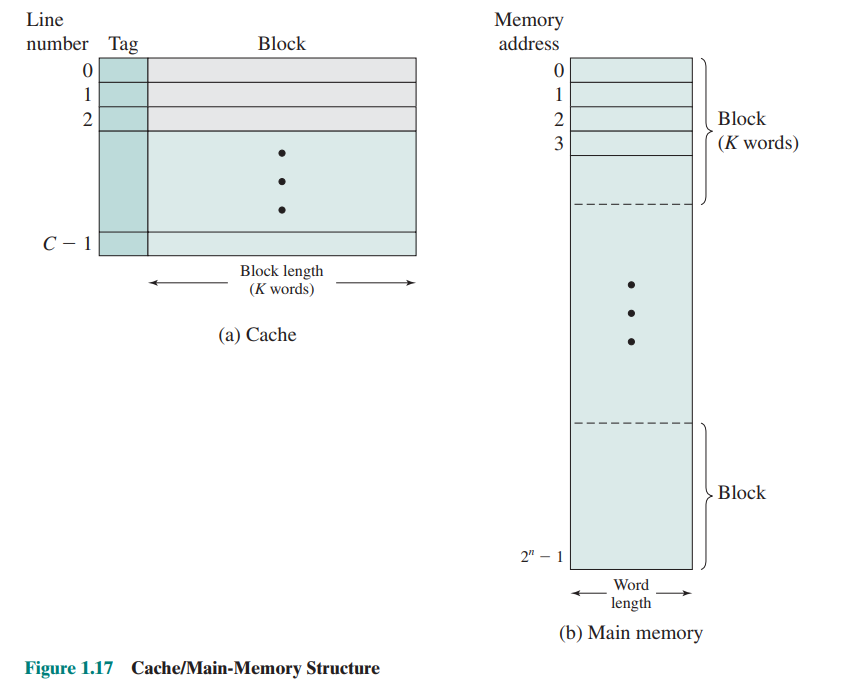 Line
number Tag Block
0
1
2
C – 1
Block length
(K words)
(a) Cache
Memory
address
0
1
2
3
Block
(K words)
Block
2ⁿ – 1
Word
length
(b) Main memory
Figure 1.17 Cache/Main-Memory Structure